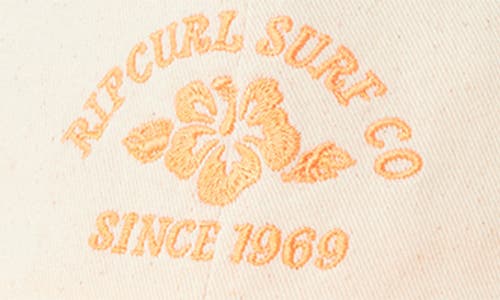 RIPCURL SURF CO
SINCE 1969